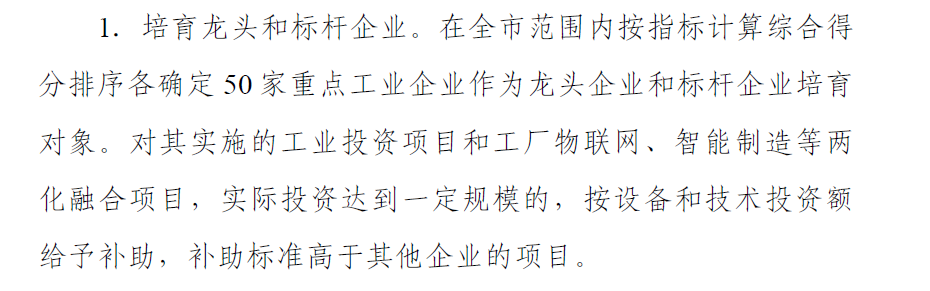 1. 培育龙头和标杆企业。在全市范围内按指标计算综合得
分排序各确定 50 家重点工业企业作为龙头企业和标杆企业培育
对象。对其实施的工业投资项目和工厂物联网、智能制造等两
化融合项目，实际投资达到一定规模的，按设备和技术投资额
给予补助，补助标准高于其他企业的项目。